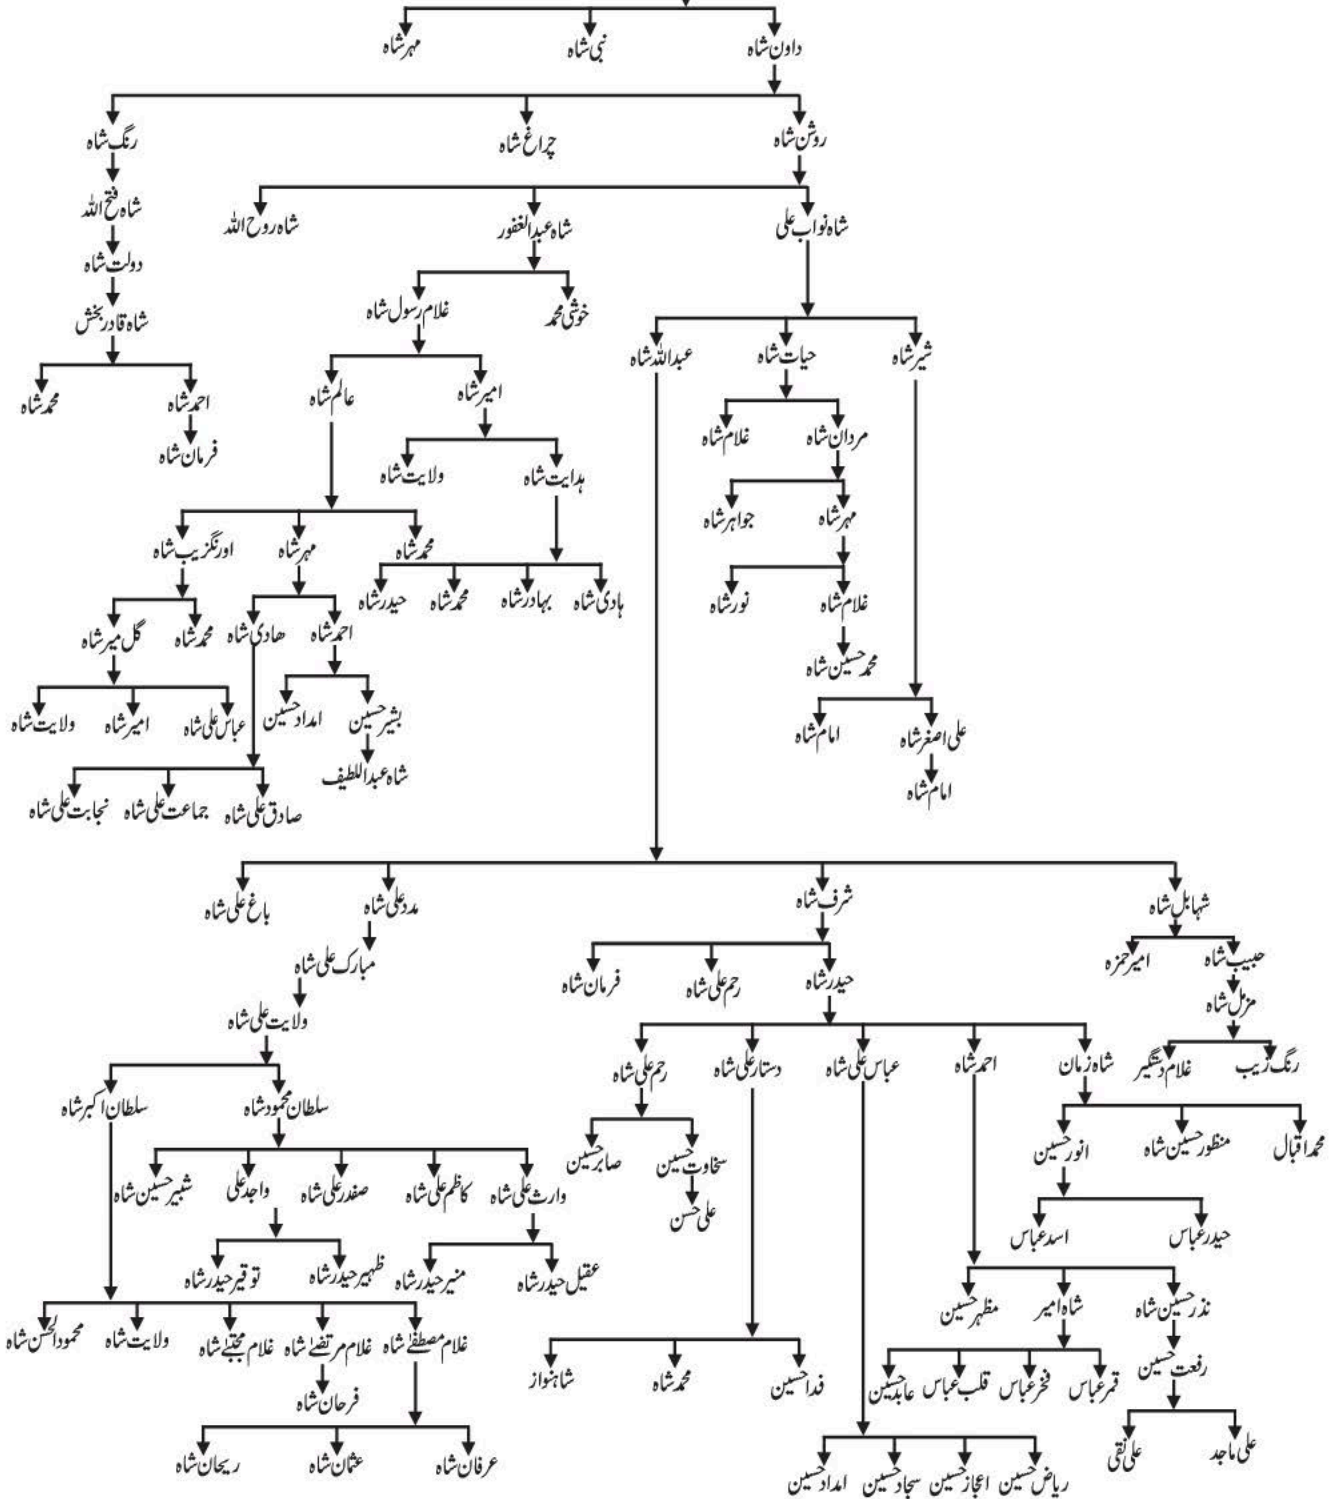 داون شاہ نبی شاہ مہر شاہ
روشن شاہ چراغ شاہ رنگ شاہ
شاہ نواب علی شاہ عبدالغفور شاہ روح اللہ شاہ فتح اللہ
دولت شاہ
خوشی محمد غلام رسول شاہ شاہ قادر بخش
شیر شاہ حیات شاہ عبداللہ شاہ
امیر شاہ عالم شاہ احمد شاہ محمد شاہ
مردان شاہ غلام شاہ فرمان شاہ
ہدایت شاہ ولایت شاہ
مہر شاہ جواہر شاہ
محمد شاہ مہر شاہ اورنگزیب شاہ
غلام شاہ نور شاہ ہادی شاہ بہادر شاہ محمد شاہ حیدر شاہ
احمد شاہ ھادی شاہ محمد شاہ گل میر شاہ
محمد حسین شاہ
بشیر حسین امداد حسین عباس علی شاہ امیر شاہ ولایت شاہ
علی اصغر شاہ امام شاہ
شاہ عبداللطیف
امام شاہ
صادق علی شاہ جماعت علی شاہ نجابت علی شاہ
شہابل شاہ شرف شاہ مدد علی شاہ باغ علی شاہ
حبیب شاہ امیر حمزہ مبارک علی شاہ
حیدر شاہ رحم علی شاہ فرمان شاہ
مزمل شاہ
ولایت علی شاہ
رنگ زیب غلام دستگیر شاہ زمان احمد شاہ عباس علی شاہ دستار علی شاہ رحم علی شاہ
سلطان محمود شاہ سلطان اکبر شاہ
محمد اقبال منظور حسین شاہ انور حسین سخاوت حسین صابر حسین
وارث علی شاہ کاظم علی شاہ صفدر علی شاہ واجد علی شبیر حسین شاہ
علی حسن
حیدر عباس اسد عباس
عقیل حیدر شاہ منیر حیدر شاہ ظہیر حیدر شاہ توقیر حیدر شاہ
نذر حسین شاہ شاہ امیر مظہر حسین
غلام مصطفےٰ شاہ غلام مرتضےٰ شاہ غلام مجتبےٰ شاہ ولایت شاہ محمود الحسن شاہ
رفعت حسین
قمر عباس فخر عباس قلب عباس عابد حسین فدا حسین محمد شاہ شاہنواز
فرحان شاہ
علی ماجد علی نقی
عرفان شاہ عثمان شاہ ریحان شاہ
ریاض حسین اعجاز حسین سجاد حسین امداد حسین